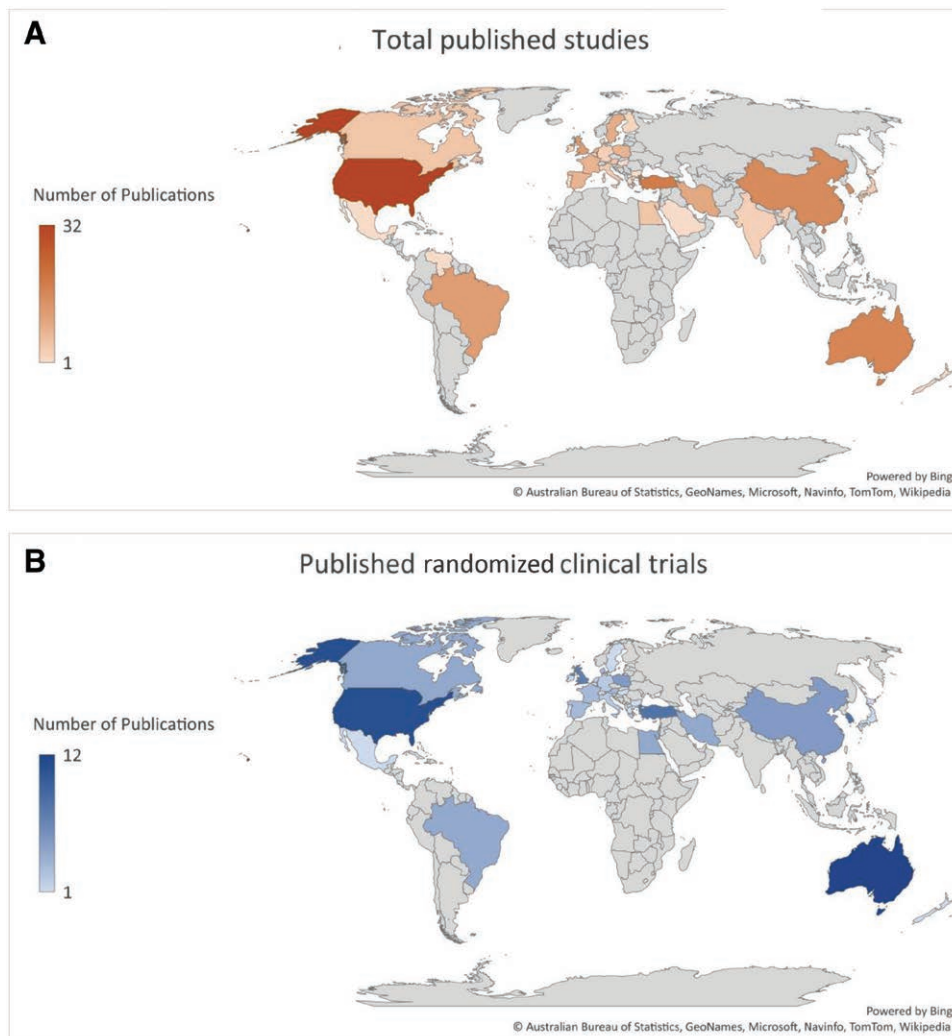 A
Total published studies
Number of Publications
32
1
Powered by Bing
© Australian Bureau of Statistics, GeoNames, Microsoft, Navinfo, TomTom, Wikipedia
B
Published randomized clinical trials
Number of Publications
12
1
Powered by Bing
© Australian Bureau of Statistics, GeoNames, Microsoft, Navinfo, TomTom, Wikipedia